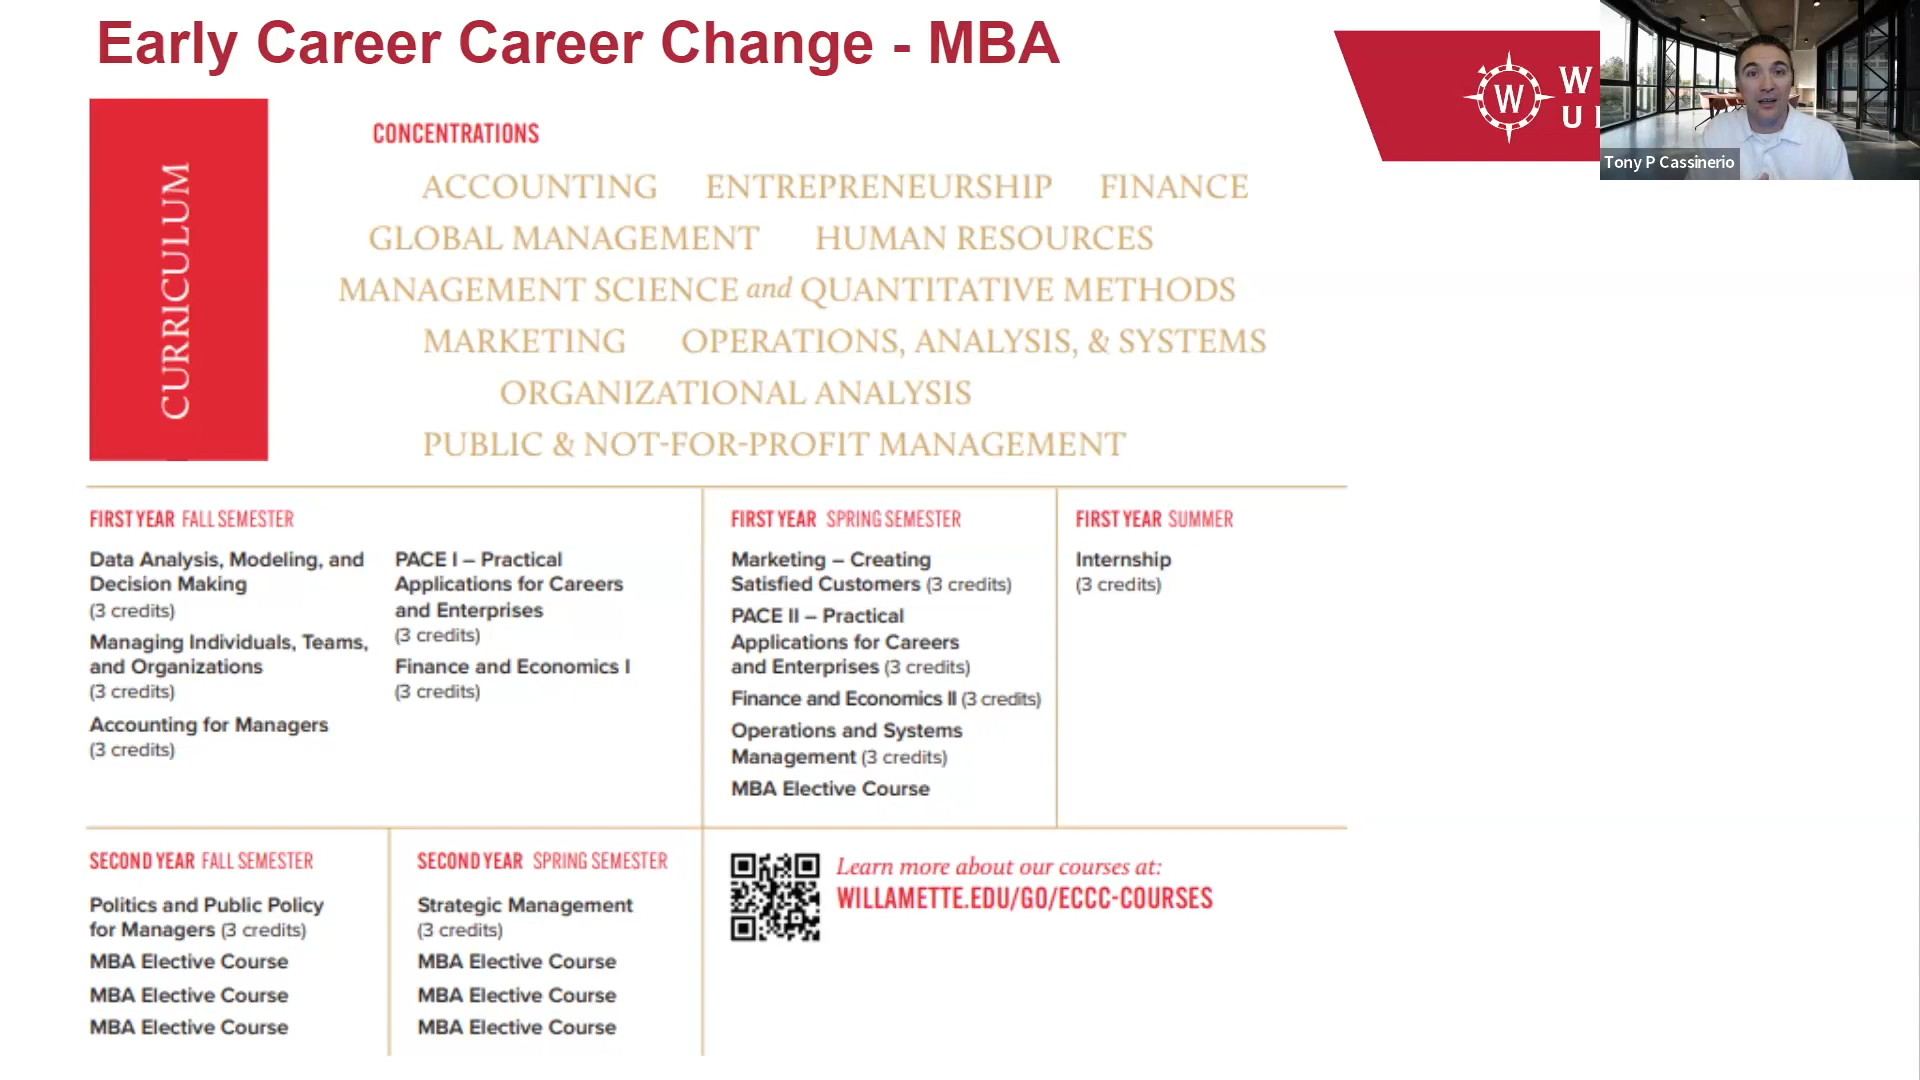 Early Career Career Change - MBA
W
W
U
Tony P Cassinerio
CURRICULUM
CONCENTRATIONS
ACCOUNTING ENTREPRENEURSHIP FINANCE
GLOBAL MANAGEMENT HUMAN RESOURCES
MANAGEMENT SCIENCE and QUANTITATIVE METHODS
MARKETING OPERATIONS, ANALYSIS, & SYSTEMS
ORGANIZATIONAL ANALYSIS
PUBLIC & NOT-FOR-PROFIT MANAGEMENT
FIRST YEAR FALL SEMESTER
Data Analysis, Modeling, and
Decision Making
(3 credits)
Managing Individuals, Teams,
and Organizations
(3 credits)
Accounting for Managers
(3 credits)
PACE I – Practical
Applications for Careers
and Enterprises
(3 credits)
Finance and Economics I
(3 credits)
FIRST YEAR SPRING SEMESTER
Marketing – Creating
Satisfied Customers (3 credits)
PACE II – Practical
Applications for Careers
and Enterprises (3 credits)
Finance and Economics II (3 credits)
Operations and Systems
Management (3 credits)
MBA Elective Course
FIRST YEAR SUMMER
Internship
(3 credits)
SECOND YEAR FALL SEMESTER
Politics and Public Policy
for Managers (3 credits)
MBA Elective Course
MBA Elective Course
MBA Elective Course
SECOND YEAR SPRING SEMESTER
Strategic Management
(3 credits)
MBA Elective Course
MBA Elective Course
MBA Elective Course
Learn more about our courses at:
WILLAMETTE.EDU/GO/ECCC-COURSES